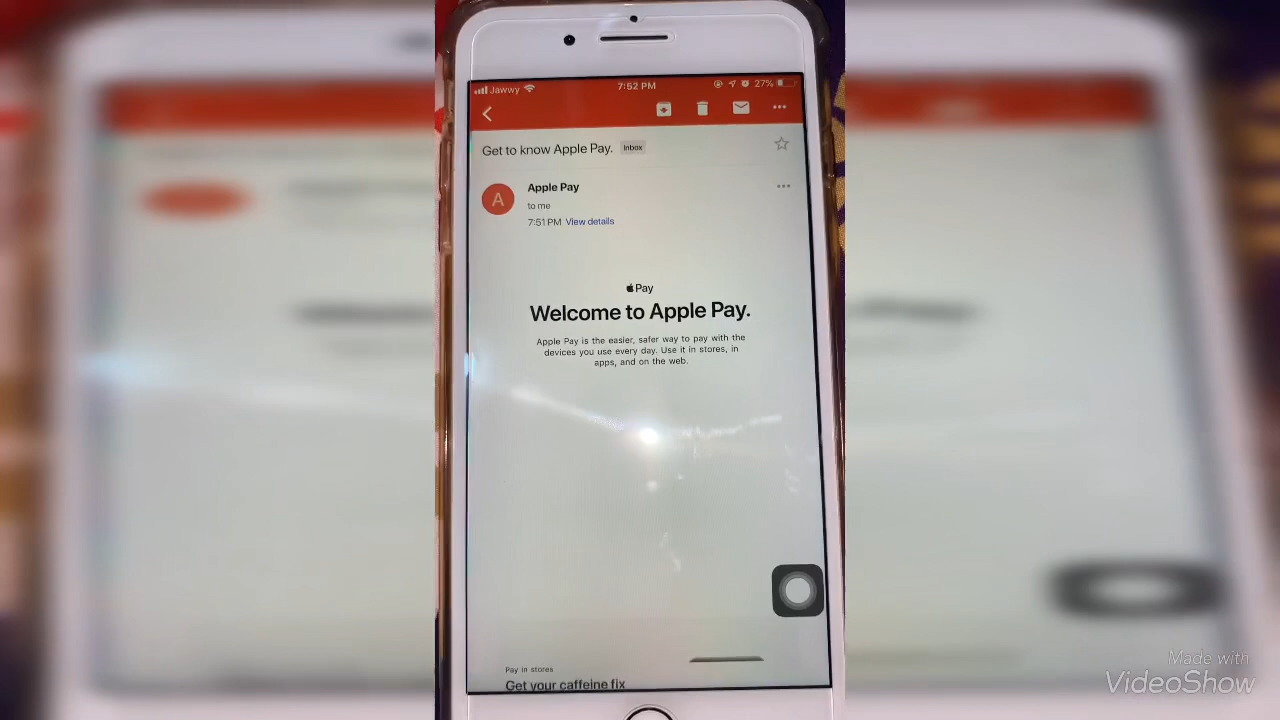 Jawwy 7:52 PM 27%
Get to know Apple Pay. Inbox
A
Apple Pay
to me
7:51 PM View details
Pay
Welcome to Apple Pay.
Apple Pay is the easier, safer way to pay with the
devices you use every day. Use it in stores, in
apps, and on the web.
Pay in stores
Get your caffeine fix
Made with
VideoShow